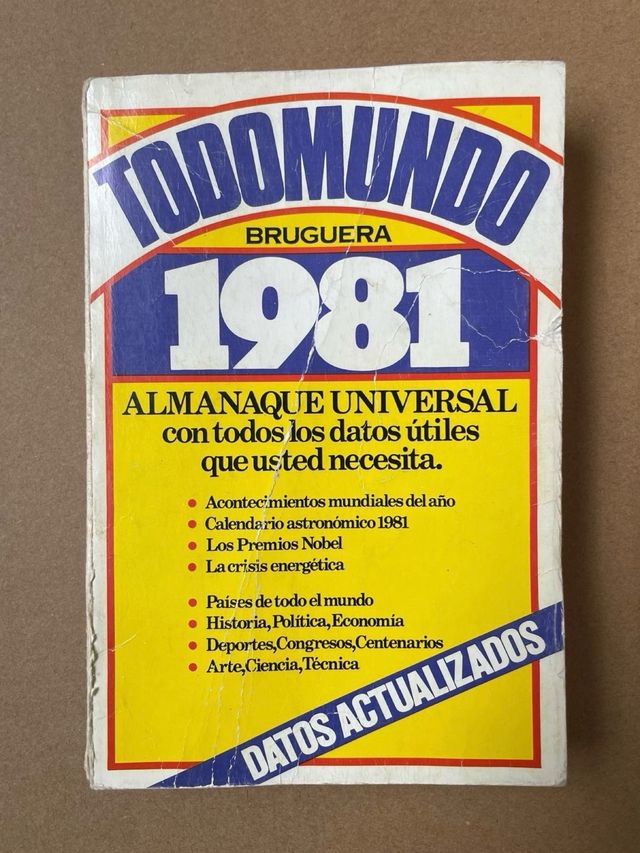 TODOMUNDO
BRUGUERA
1981
ALMANAQUE UNIVERSAL
con todos los datos útiles
que usted necesita.
• Acontecimientos mundiales del año
• Calendario astronómico 1981
• Los Premios Nobel
• La crisis energética
• Países de todo el mundo
• Historia, Política, Economía
• Deportes, Congresos, Centenarios
• Arte, Ciencia, Técnica
DATOS ACTUALIZADOS